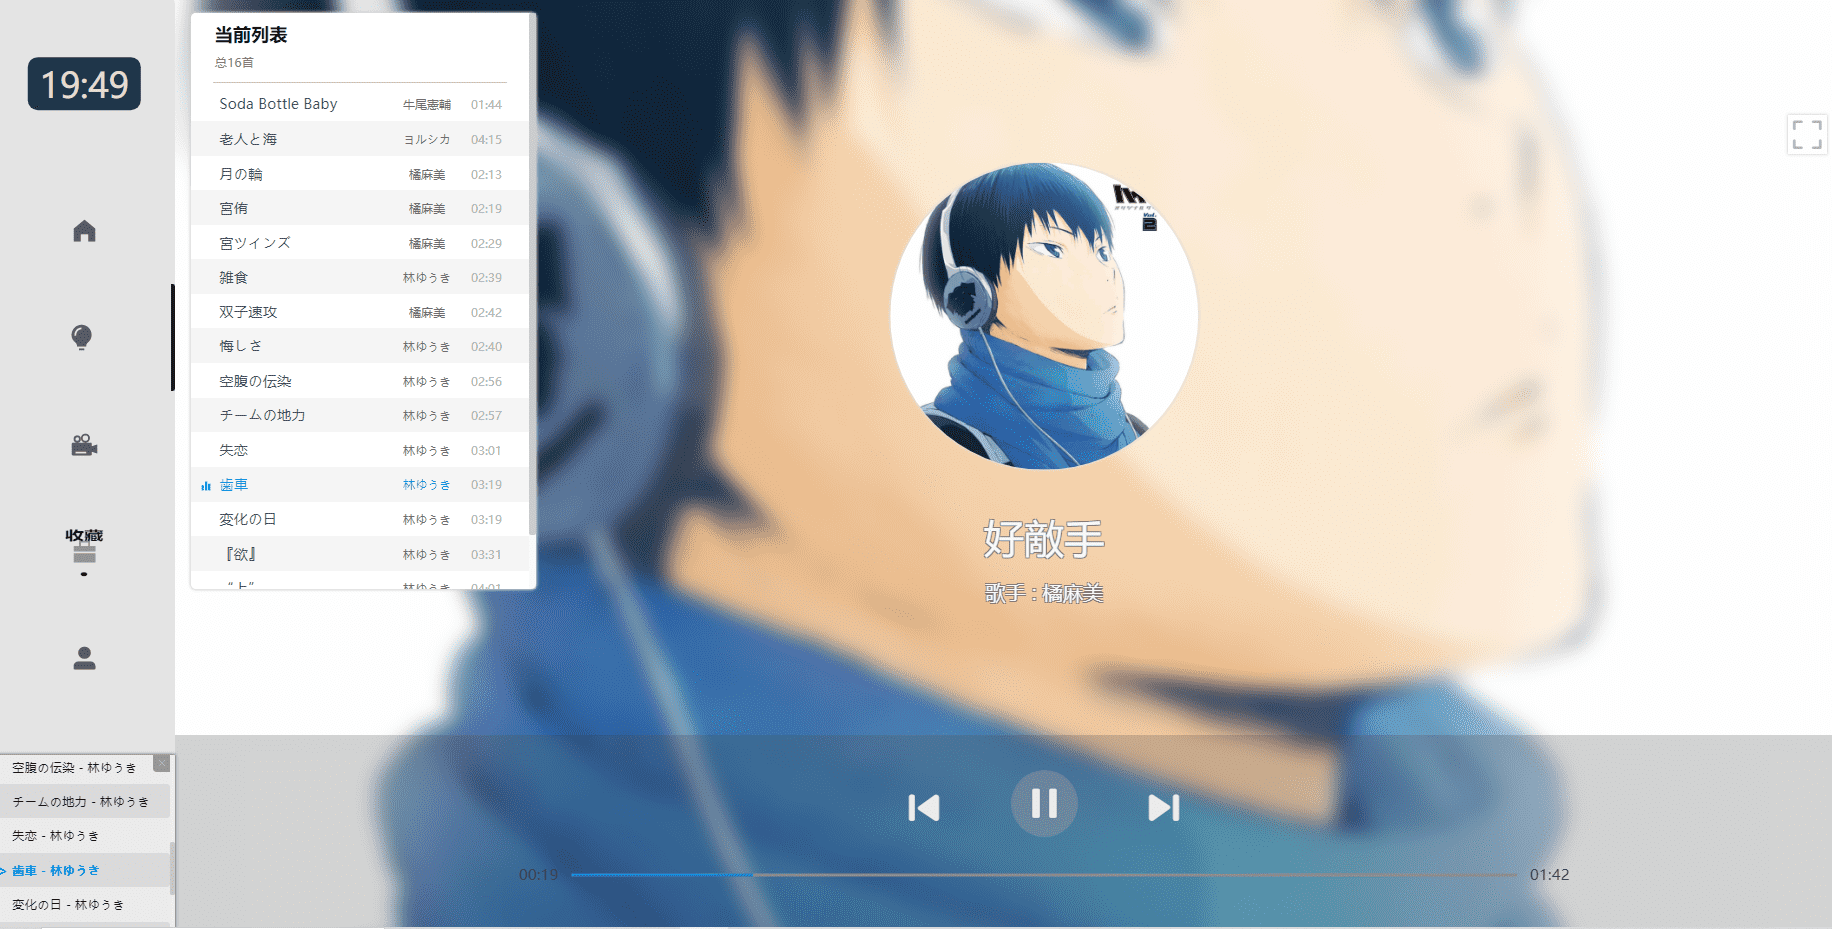 19:49
收藏
当前列表
总16首
Soda Bottle Baby 牛尾憲輔 01:44
老人と海 ヨルシカ 04:15
月の輪 橘麻美 02:13
宮侑 橘麻美 02:19
宮ツインズ 橘麻美 02:29
雑食 林ゆうき 02:39
双子速攻 橘麻美 02:42
悔しさ 林ゆうき 02:40
空腹の伝染 林ゆうき 02:56
チームの地力 林ゆうき 02:57
失恋 林ゆうき 03:01
歯車 林ゆうき 03:19
変化の日 林ゆうき 03:19
『欲』 林ゆうき 03:31
“上” 林ゆうき 04:01
好敵手
歌手 : 橘麻美
空腹の伝染 - 林ゆうき
チームの地力 - 林ゆうき
失恋 - 林ゆうき
> 歯車 - 林ゆうき
変化の日 - 林ゆうき
00:19 01:42